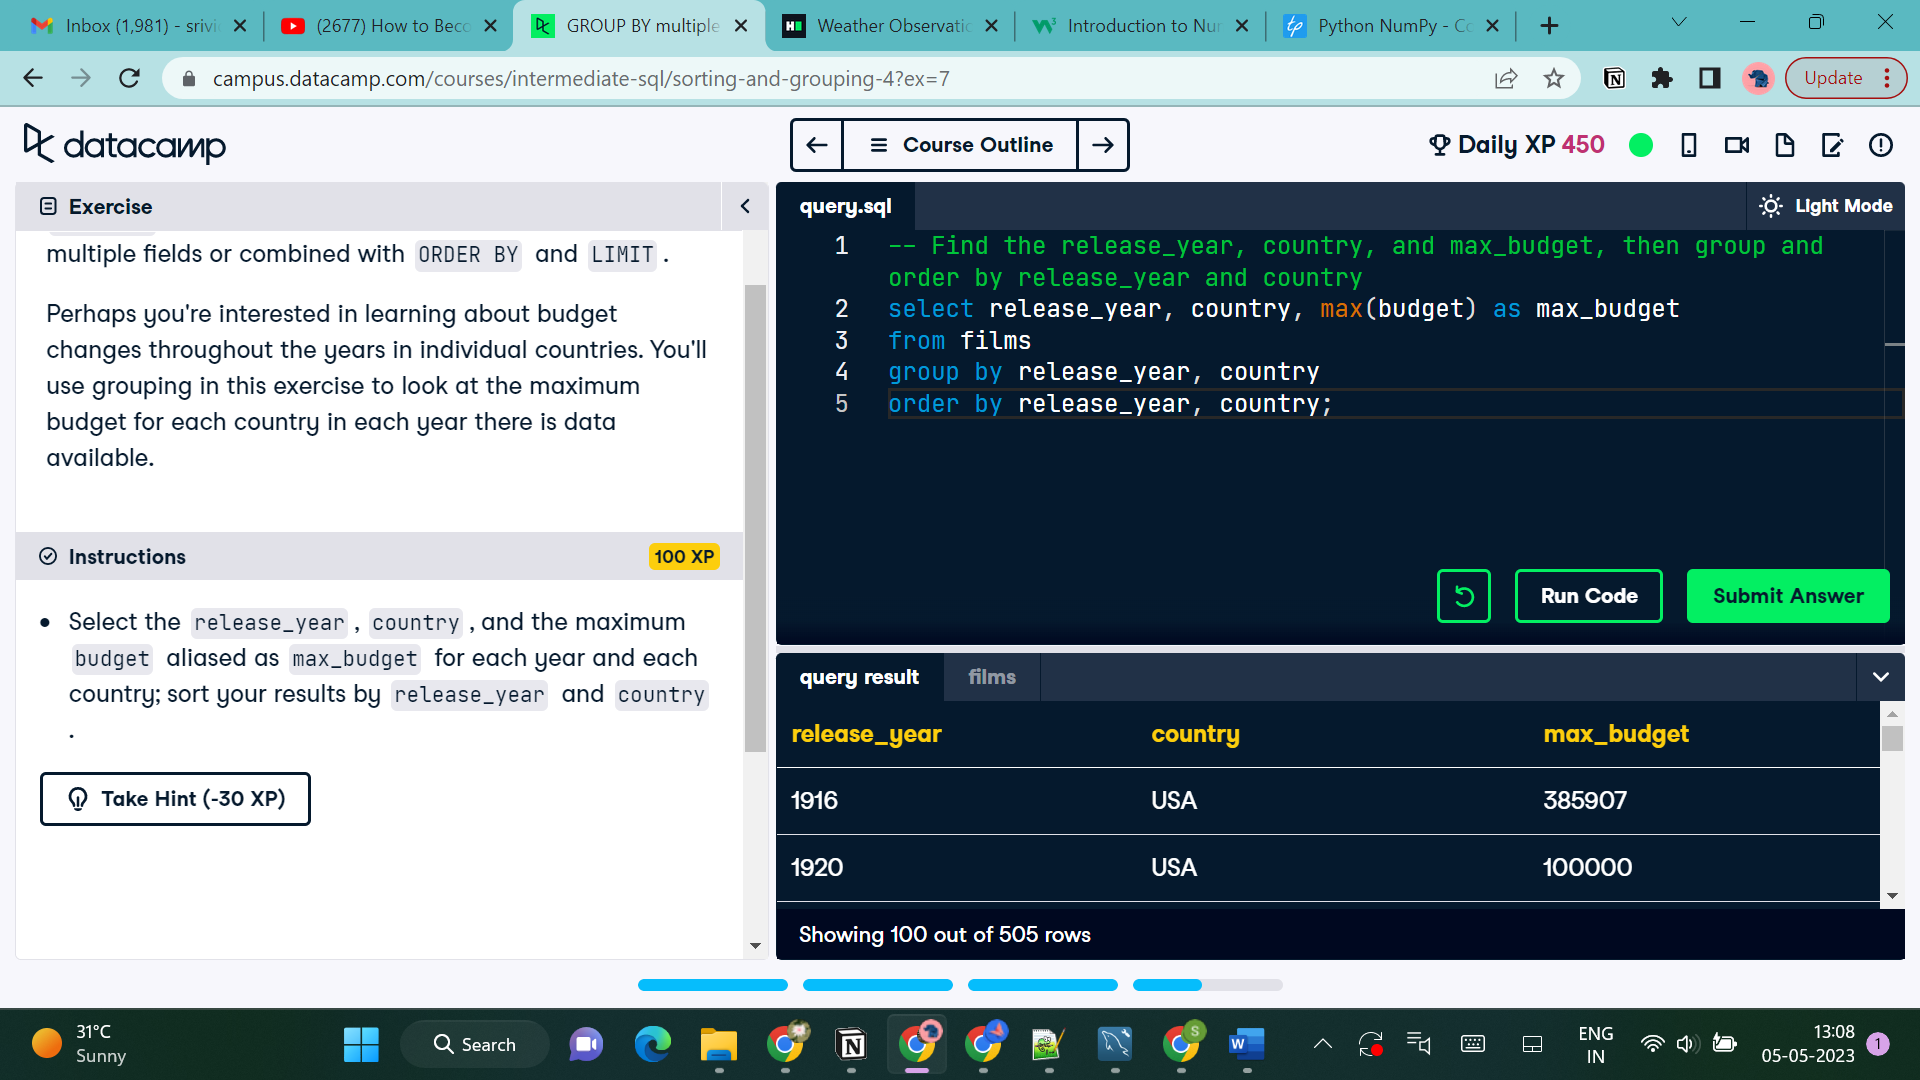 Inbox (1,981) - srivi
(2677) How to Beco
GROUP BY multiple
Weather Observatio
Introduction to Nur
Python NumPy - Co
campus.datacamp.com/courses/intermediate-sql/sorting-and-grouping-4?ex=7
Update
datacamp
Course Outline
Daily XP 450
Exercise
multiple fields or combined with ORDER BY and LIMIT .
Perhaps you're interested in learning about budget
changes throughout the years in individual countries. You'll
use grouping in this exercise to look at the maximum
budget for each country in each year there is data
available.
Instructions
100 XP
• Select the release_year , country , and the maximum
budget aliased as max_budget for each year and each
country; sort your results by release_year and country
.
Take Hint (-30 XP)
query.sql
Light Mode
1 -- Find the release_year, country, and max_budget, then group and
order by release_year and country
2 select release_year, country, max(budget) as max_budget
3 from films
4 group by release_year, country
5 order by release_year, country;
Run Code
Submit Answer
query result
films
release_year country max_budget
1916 USA 385907
1920 USA 100000
Showing 100 out of 505 rows
31°C
Sunny
Search
ENG
IN
13:08
05-05-2023
1